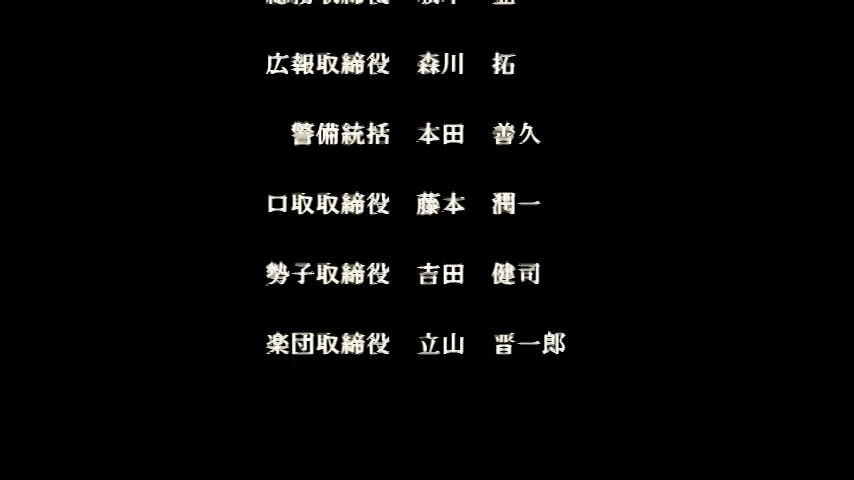 広報取締役　森川　拓
警備統括　本田　善久
口取取締役　藤本　潤一
勢子取締役　吉田　健司
楽団取締役　立山　晋一郎